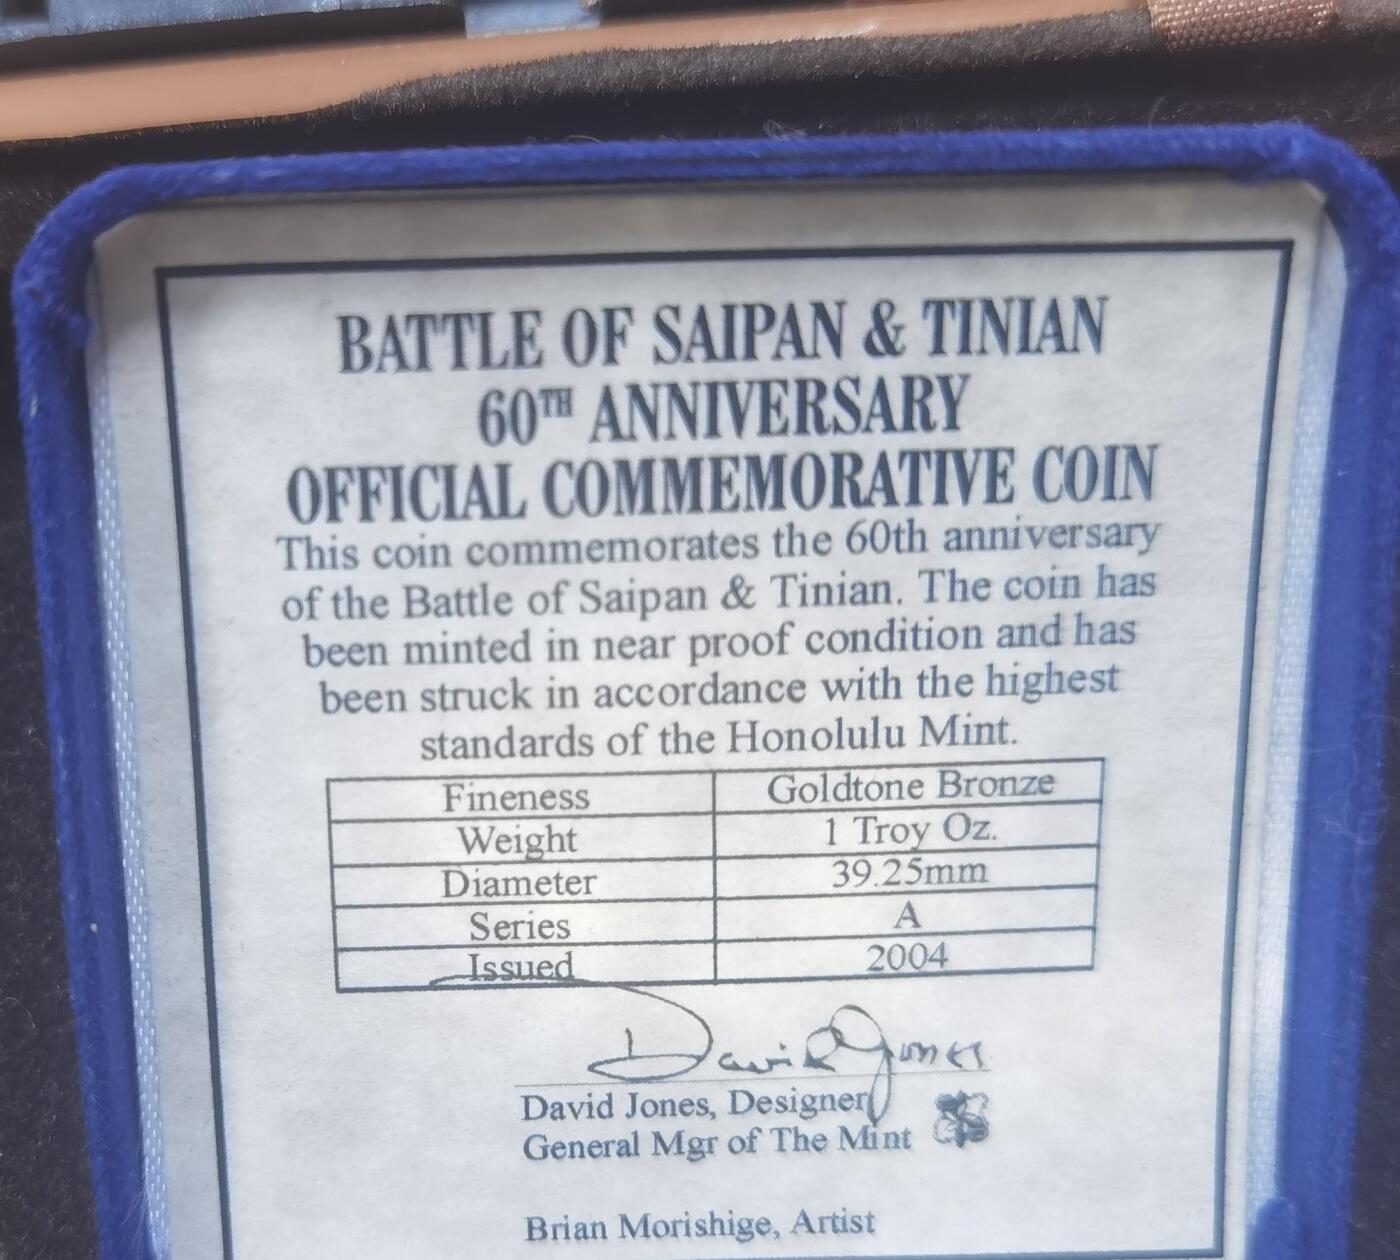 BATTLE OF SAIPAN & TINIAN
60TH ANNIVERSARY
OFFICIAL COMMEMORATIVE COIN
This coin commemorates the 60th anniversary
of the Battle of Saipan & Tinian. The coin has
been minted in near proof condition and has
been struck in accordance with the highest
standards of the Honolulu Mint.
Fineness Goldtone Bronze
Weight 1 Troy Oz.
Diameter 39.25mm
Series A
Issued 2004
David Jones
David Jones, Designer
General Mgr of The Mint
Brian Morishige, Artist